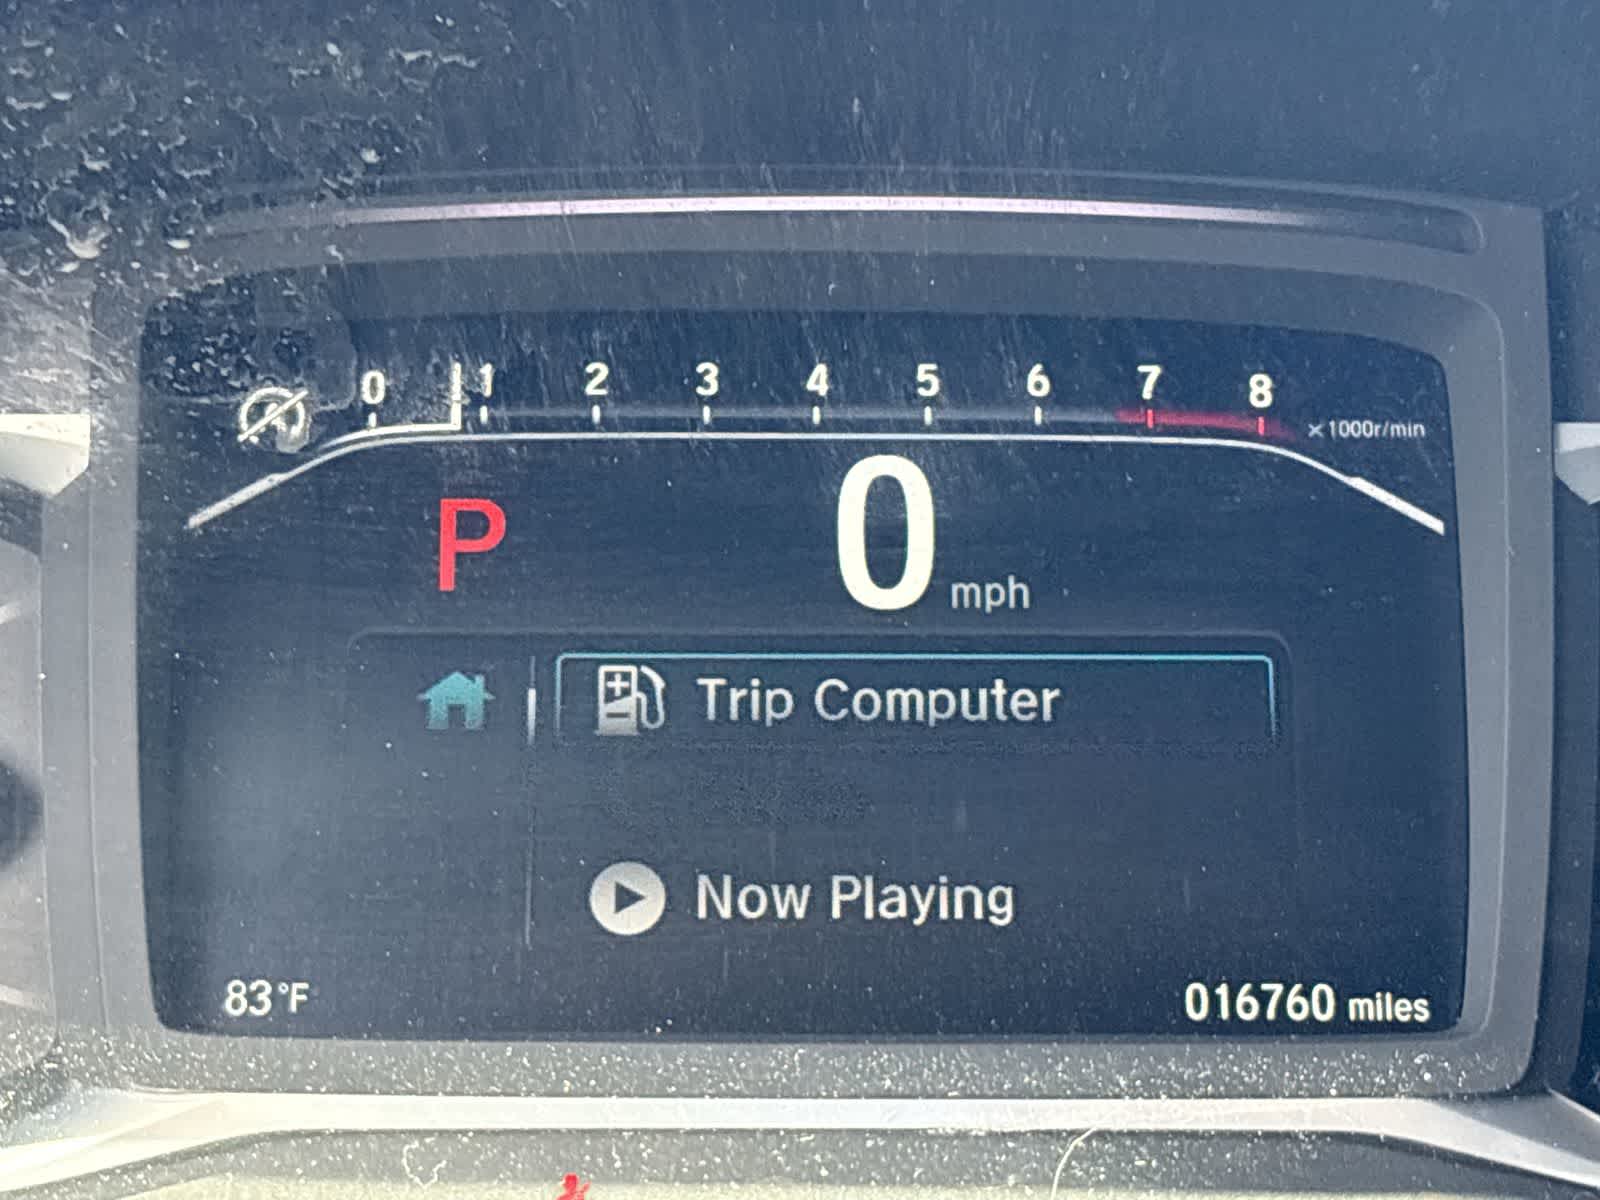 0 1 2 3 4 5 6 7 8
×1000r/min
P 0 mph
Trip Computer
Now Playing
83°F 016760 miles